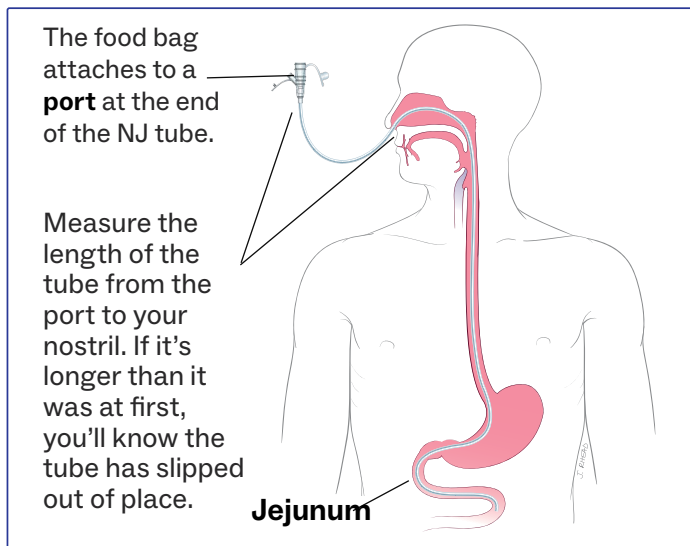 The food bag
attaches to a
port at the end
of the NJ tube.
Measure the
length of the
tube from the
port to your
nostril. If it’s
longer than it
was at first,
you’ll know the
tube has slipped
out of place.
Jejunum